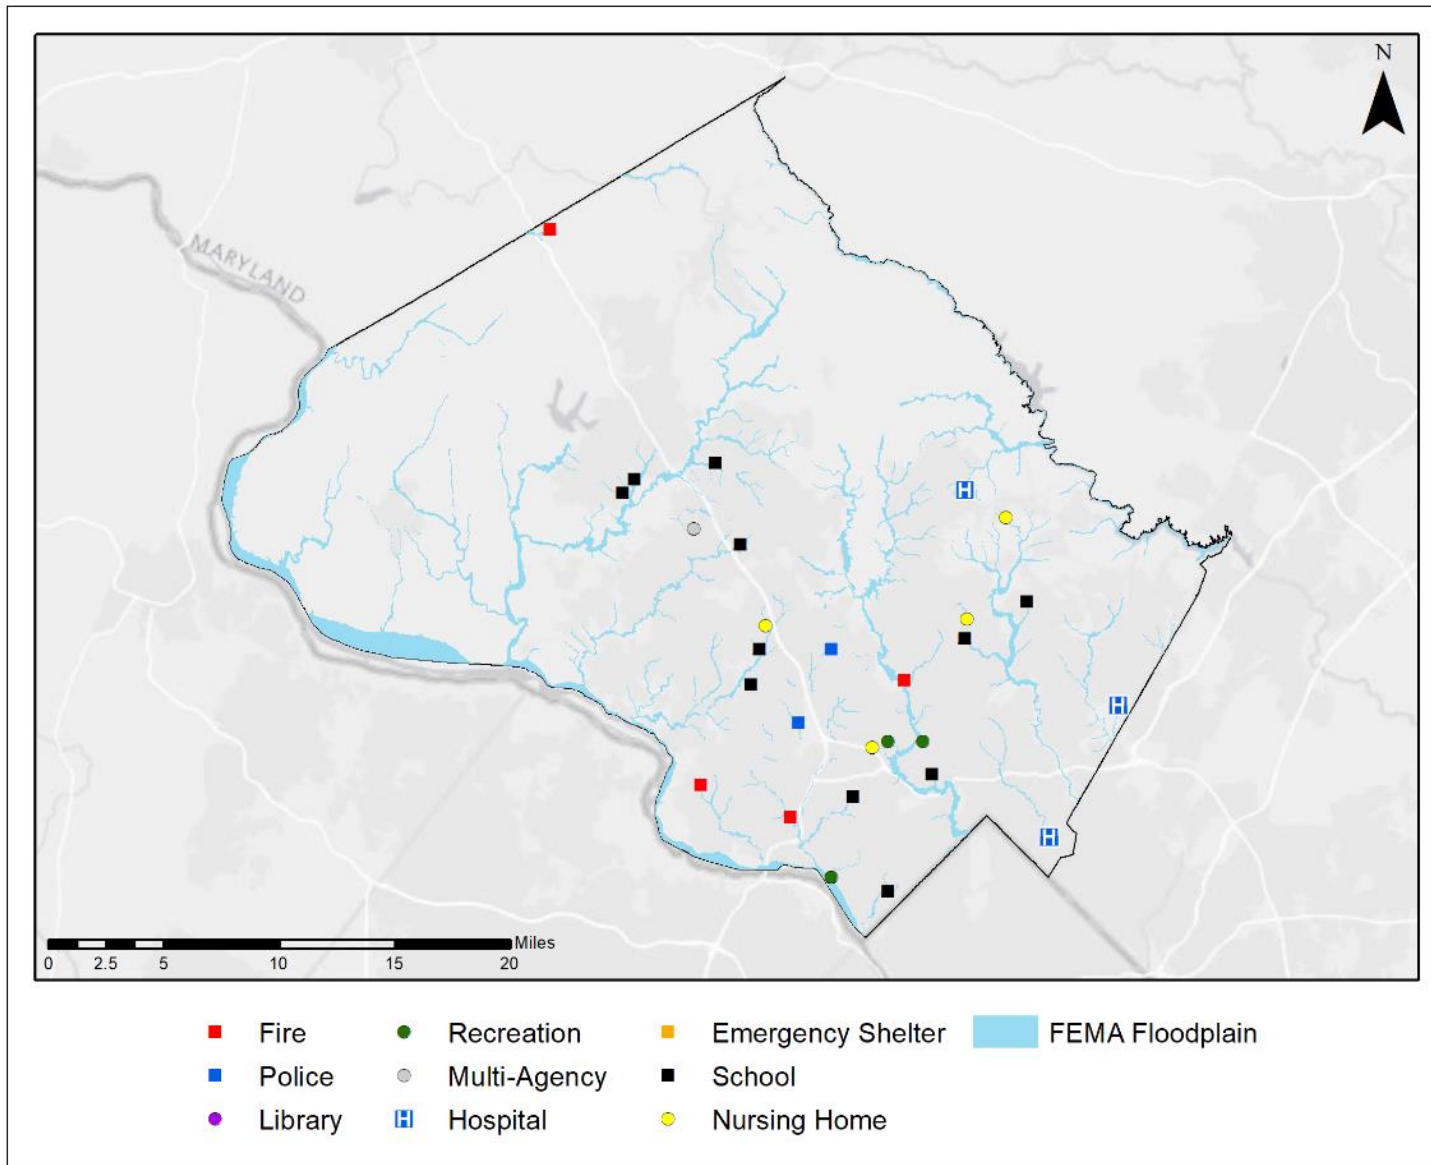 N
MARYLAND
Miles
0 2.5 5 10 15 20
Fire Recreation Emergency Shelter FEMA Floodplain
Police Multi-Agency H Hospital School
Library Nursing Home
H
H
H